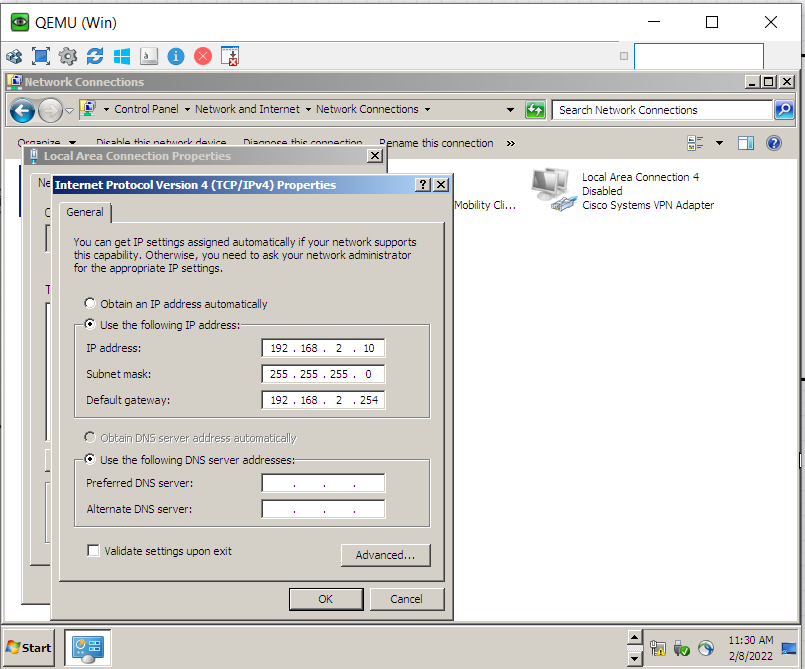 QEMU (Win)
Network Connections
Control Panel Network and Internet Network Connections
Search Network Connections
Organize Disable this network device Diagnose this connection Rename this connection »
Local Area Connection Properties
Internet Protocol Version 4 (TCP/IPv4) Properties
General
You can get IP settings assigned automatically if your network supports
this capability. Otherwise, you need to ask your network administrator
for the appropriate IP settings.
Obtain an IP address automatically
Use the following IP address:
IP address: 192 . 168 . 2 . 10
Subnet mask: 255 . 255 . 255 . 0
Default gateway: 192 . 168 . 2 . 254
Obtain DNS server address automatically
Use the following DNS server addresses:
Preferred DNS server: . . .
Alternate DNS server: . . .
Validate settings upon exit
Advanced...
OK Cancel
Mobility Cli...
Local Area Connection 4
Disabled
Cisco Systems VPN Adapter
Start
11:30 AM
2/8/2022